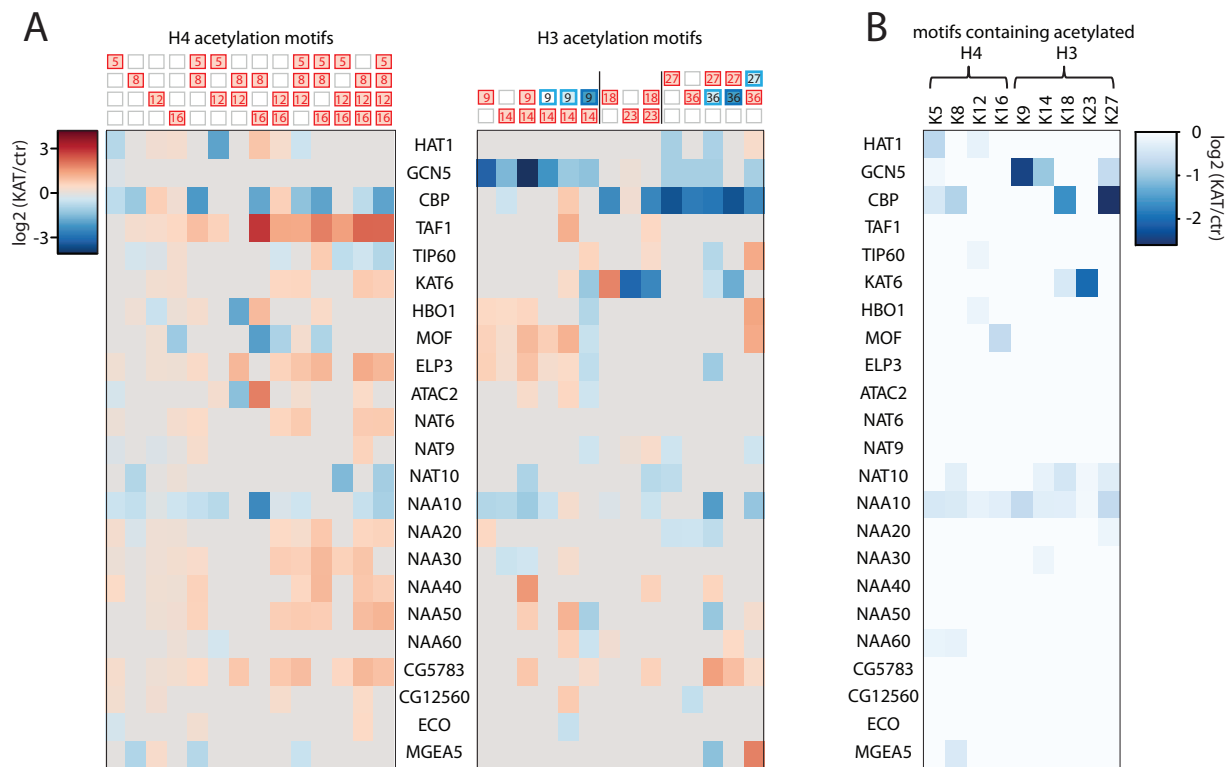 A
B
H4 acetylation motifs
H3 acetylation motifs
motifs containing acetylated
H4 H3
5 5 5 5 5 5 5
8 8 8 8 8 8 8 8
12 12 12 12 12 12 12 12
16 16 16 16 16 16 16
27 27 27 27
9 9 9 9 9 18 18 36 36 36 36
14 14 14 14 14 23 23
K5 K8 K12 K16 K9 K14 K18 K23 K27
3
0
-3
log2 (KAT/ctr)
HAT1
GCN5
CBP
TAF1
TIP60
KAT6
HBO1
MOF
ELP3
ATAC2
NAT6
NAT9
NAT10
NAA10
NAA20
NAA30
NAA40
NAA50
NAA60
CG5783
CG12560
ECO
MGEA5
HAT1
GCN5
CBP
TAF1
TIP60
KAT6
HBO1
MOF
ELP3
ATAC2
NAT6
NAT9
NAT10
NAA10
NAA20
NAA30
NAA40
NAA50
NAA60
CG5783
CG12560
ECO
MGEA5
0
-1
-2
log2 (KAT/ctr)